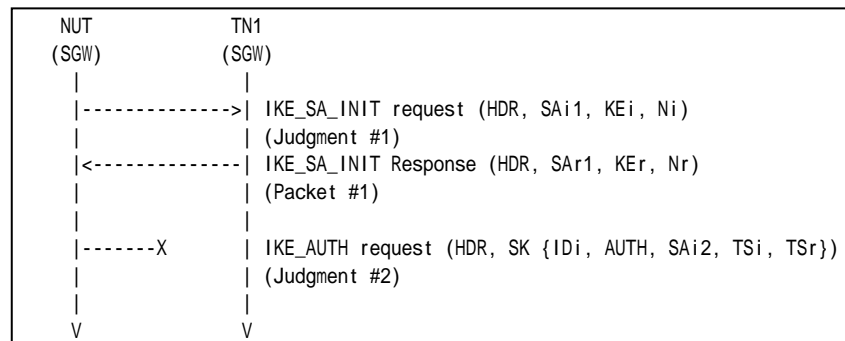 NUT TN1
(SGW) (SGW)
| |
|-------------->| IKE_SA_INIT request (HDR, SAi1, KEi, Ni)
| | (Judgment #1)
|<--------------| IKE_SA_INIT Response (HDR, SAr1, KEr, Nr)
| | (Packet #1)
| |
|-------X | IKE_AUTH request (HDR, SK {IDi, AUTH, SAi2, TSi, TSr})
| | (Judgment #2)
| |
V V